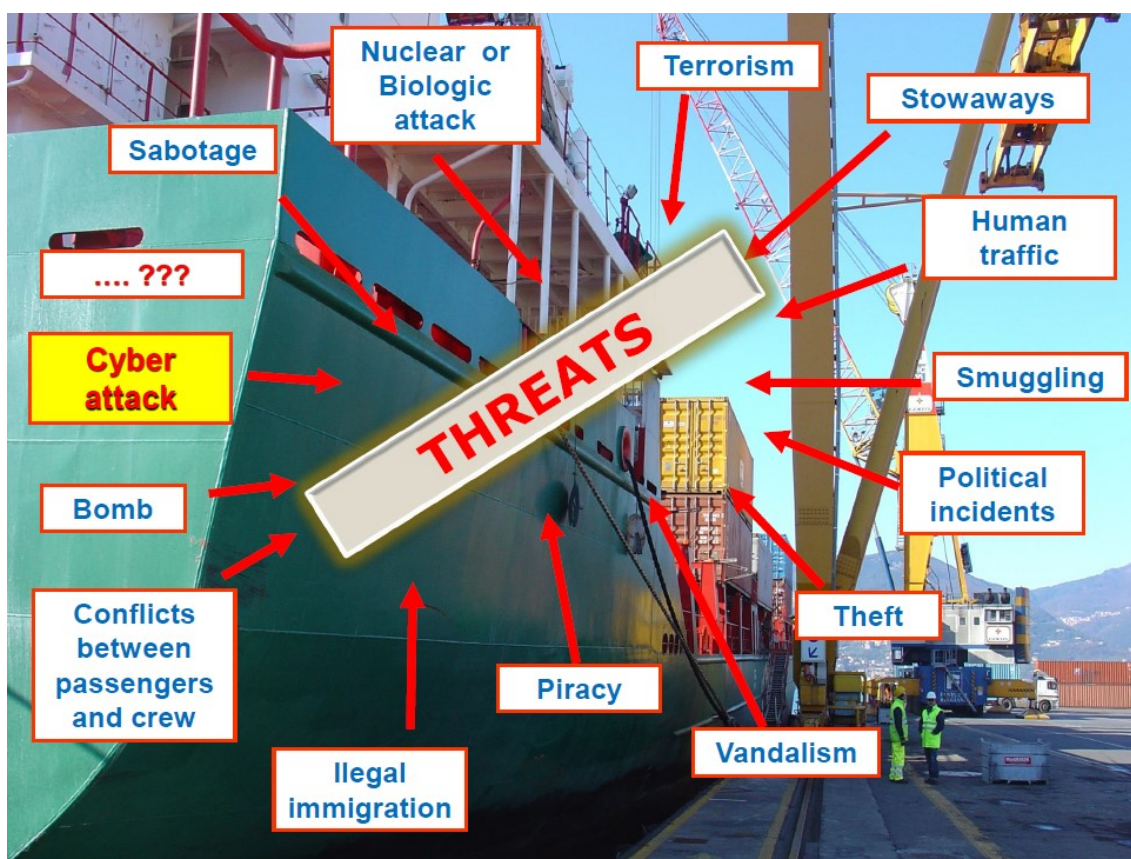 Nuclear or
Biologic
attack
Terrorism
Stowaways
Sabotage
Human
traffic
.... ???
THREATS
Cyber
attack
Smuggling
Bomb
Political
incidents
Conflicts
between
passengers
and crew
Theft
Piracy
Vandalism
Ilegal
immigration